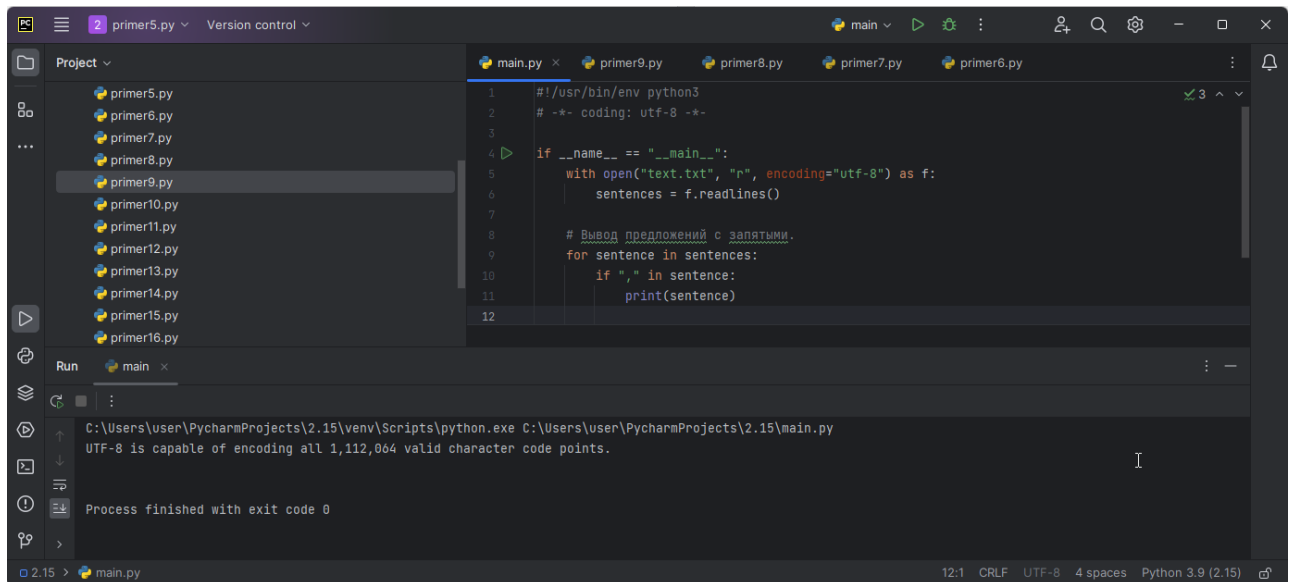 PC 2 primer5.py Version control main
Project
main.py primer9.py primer8.py primer7.py primer6.py
primer5.py
primer6.py
primer7.py
primer8.py
primer9.py
primer10.py
primer11.py
primer12.py
primer13.py
primer14.py
primer15.py
primer16.py
3
1 #!/usr/bin/env python3
2 # -*- coding: utf-8 -*-
3
4 if __name__ == "__main__":
5 with open("text.txt", "r", encoding="utf-8") as f:
6 sentences = f.readlines()
7
8 # Вывод предложений с запятыми.
9 for sentence in sentences:
10 if "," in sentence:
11 print(sentence)
12
Run main
C:\Users\user\PycharmProjects\2.15\venv\Scripts\python.exe C:\Users\user\PycharmProjects\2.15\main.py
UTF-8 is capable of encoding all 1,112,064 valid character code points.
Process finished with exit code 0
2.15 > main.py 12:1 CRLF UTF-8 4 spaces Python 3.9 (2.15)